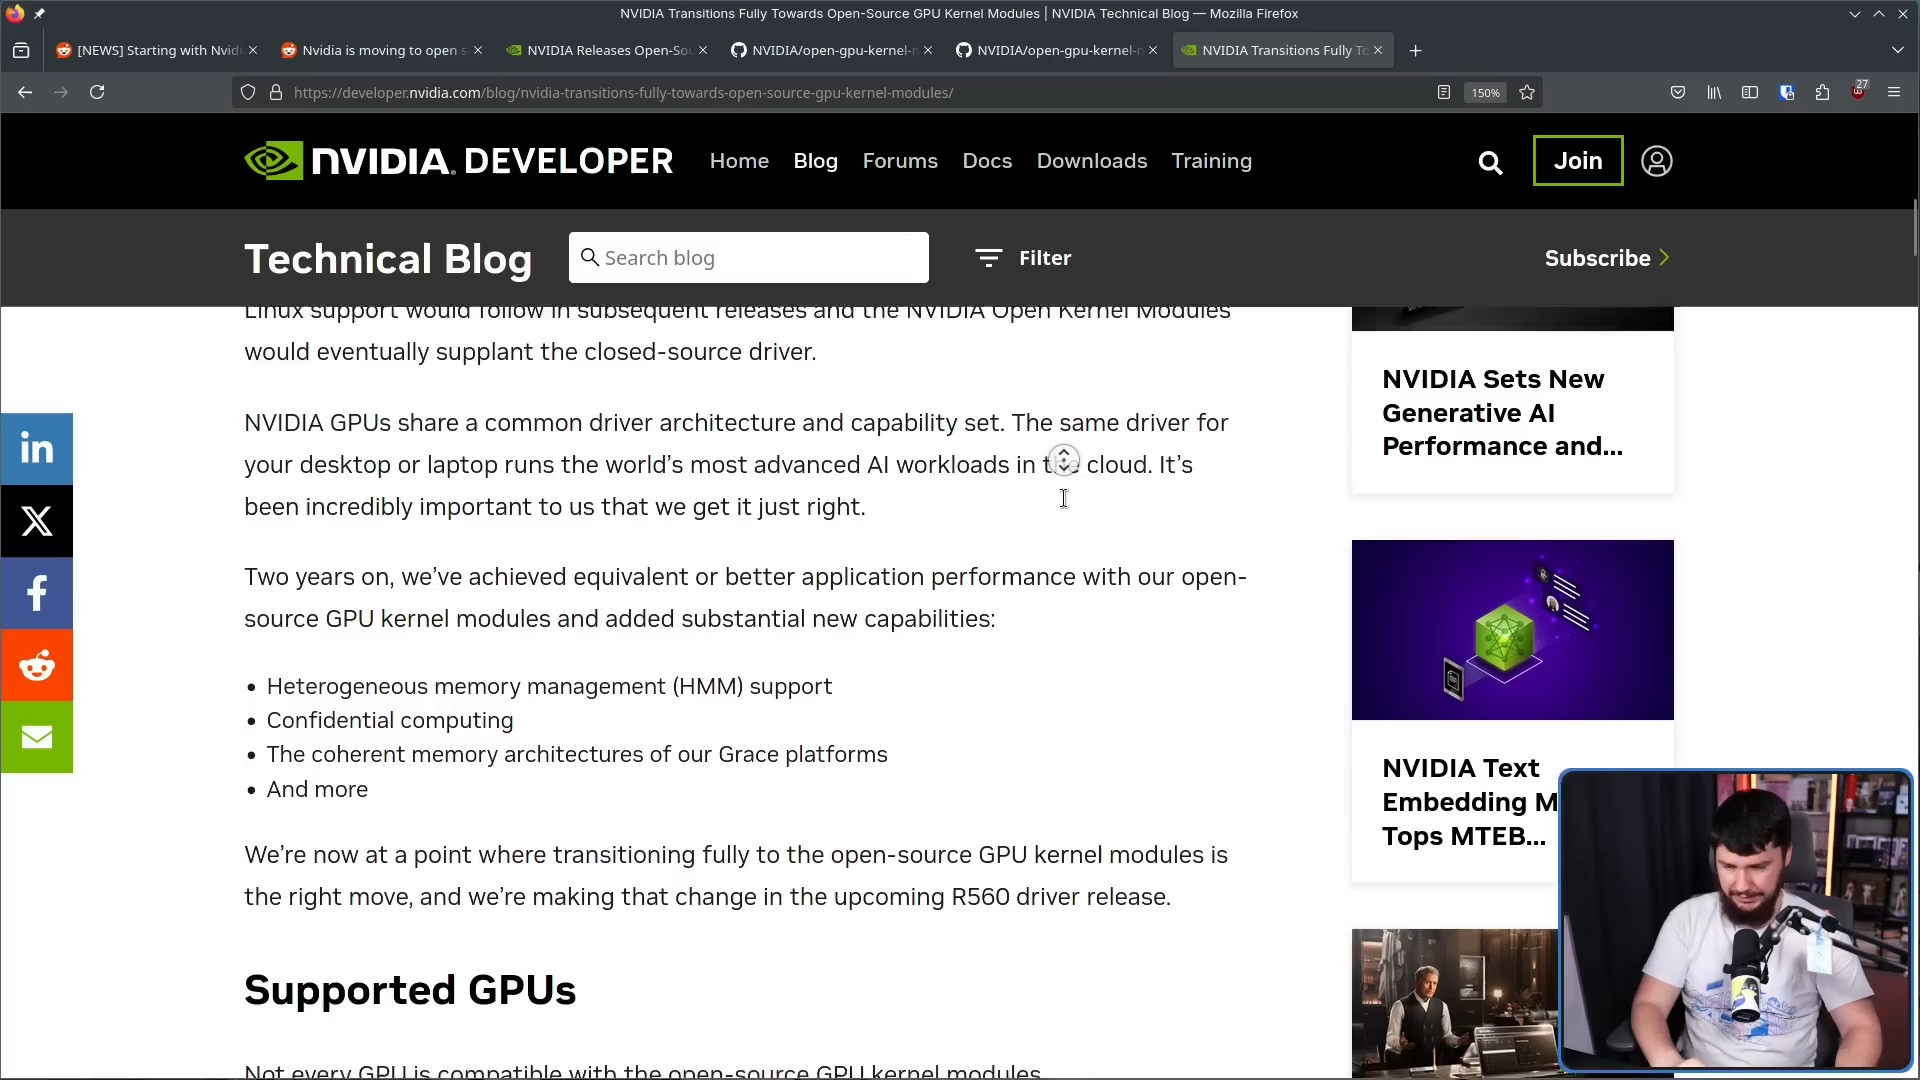 NVIDIA Transitions Fully Towards Open-Source GPU Kernel Modules | NVIDIA Technical Blog — Mozilla Firefox
[NEWS] Starting with Nvidi
Nvidia is moving to open s
NVIDIA Releases Open-Sou
NVIDIA/open-gpu-kernel-m
NVIDIA/open-gpu-kernel-m
NVIDIA Transitions Fully To
https://developer.nvidia.com/blog/nvidia-transitions-fully-towards-open-source-gpu-kernel-modules/
150%
27
NVIDIA. DEVELOPER
Home
Blog
Forums
Docs
Downloads
Training
Join
Technical Blog
Search blog
Filter
Subscribe
Linux support would follow in subsequent releases and the NVIDIA Open Kernel Modules
would eventually supplant the closed-source driver.
NVIDIA GPUs share a common driver architecture and capability set. The same driver for
your desktop or laptop runs the world’s most advanced AI workloads in the cloud. It’s
been incredibly important to us that we get it just right.
Two years on, we’ve achieved equivalent or better application performance with our open-
source GPU kernel modules and added substantial new capabilities:
• Heterogeneous memory management (HMM) support
• Confidential computing
• The coherent memory architectures of our Grace platforms
• And more
We’re now at a point where transitioning fully to the open-source GPU kernel modules is
the right move, and we’re making that change in the upcoming R560 driver release.
Supported GPUs
Not every GPU is compatible with the open-source GPU kernel modules.
in
X
f
NVIDIA Sets New
Generative AI
Performance and...
NVIDIA Text
Embedding M
Tops MTEB...